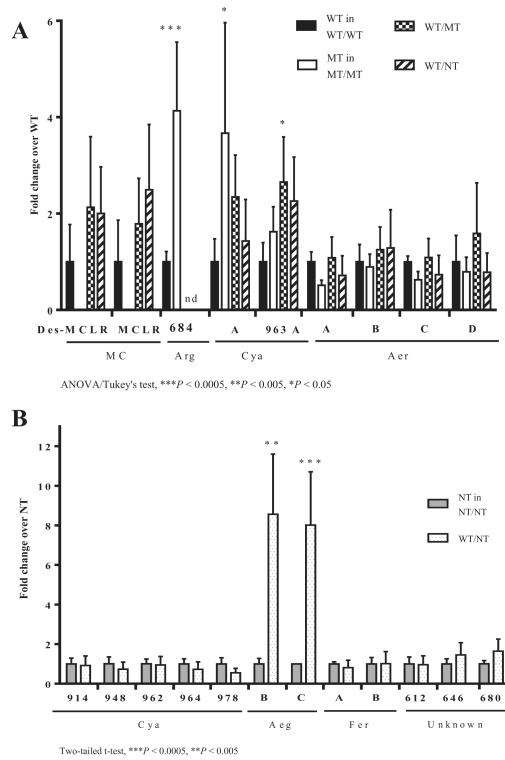 A
6
4
2
0
Fold change over WT
***
*
*
WT in
WT/WT
MT in
MT/MT
WT/MT
WT/NT
nd
Des-MCLR MCLR 684 A 963A A B C D
MC Arg Cya Aer
ANOVA/Tukey's test, ***P < 0.0005, **P < 0.005, *P < 0.05
B
12
10
8
6
4
2
0
Fold change over NT
**
***
NT in
NT/NT
WT/NT
914 948 962 964 978 B C A B 612 646 680
Cya Aeg Fer Unknown
Two-tailed t-test, ***P < 0.0005, **P < 0.005